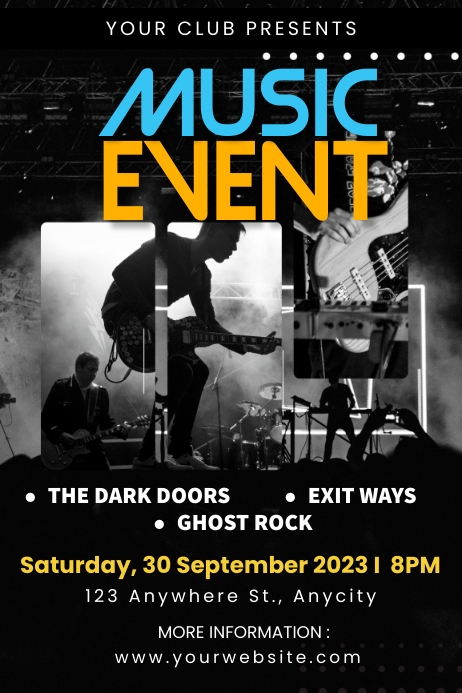 YOUR CLUB PRESENTS
MUSIC
EVENT
● THE DARK DOORS ● EXIT WAYS
● GHOST ROCK
Saturday, 30 September 2023 I 8PM
123 Anywhere St., Anycity
MORE INFORMATION :
www.yourwebsite.com